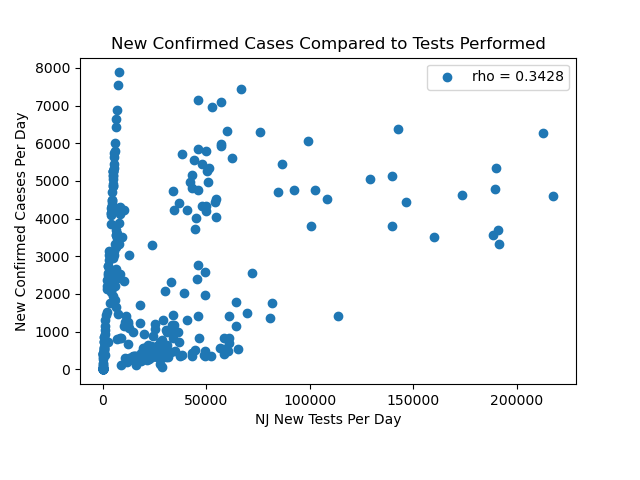 New Confirmed Cases Compared to Tests Performed
rho = 0.3428
8000
7000
6000
5000
4000
3000
2000
1000
0
New Confirmed Caeses Per Day
0 50000 100000 150000 200000
NJ New Tests Per Day